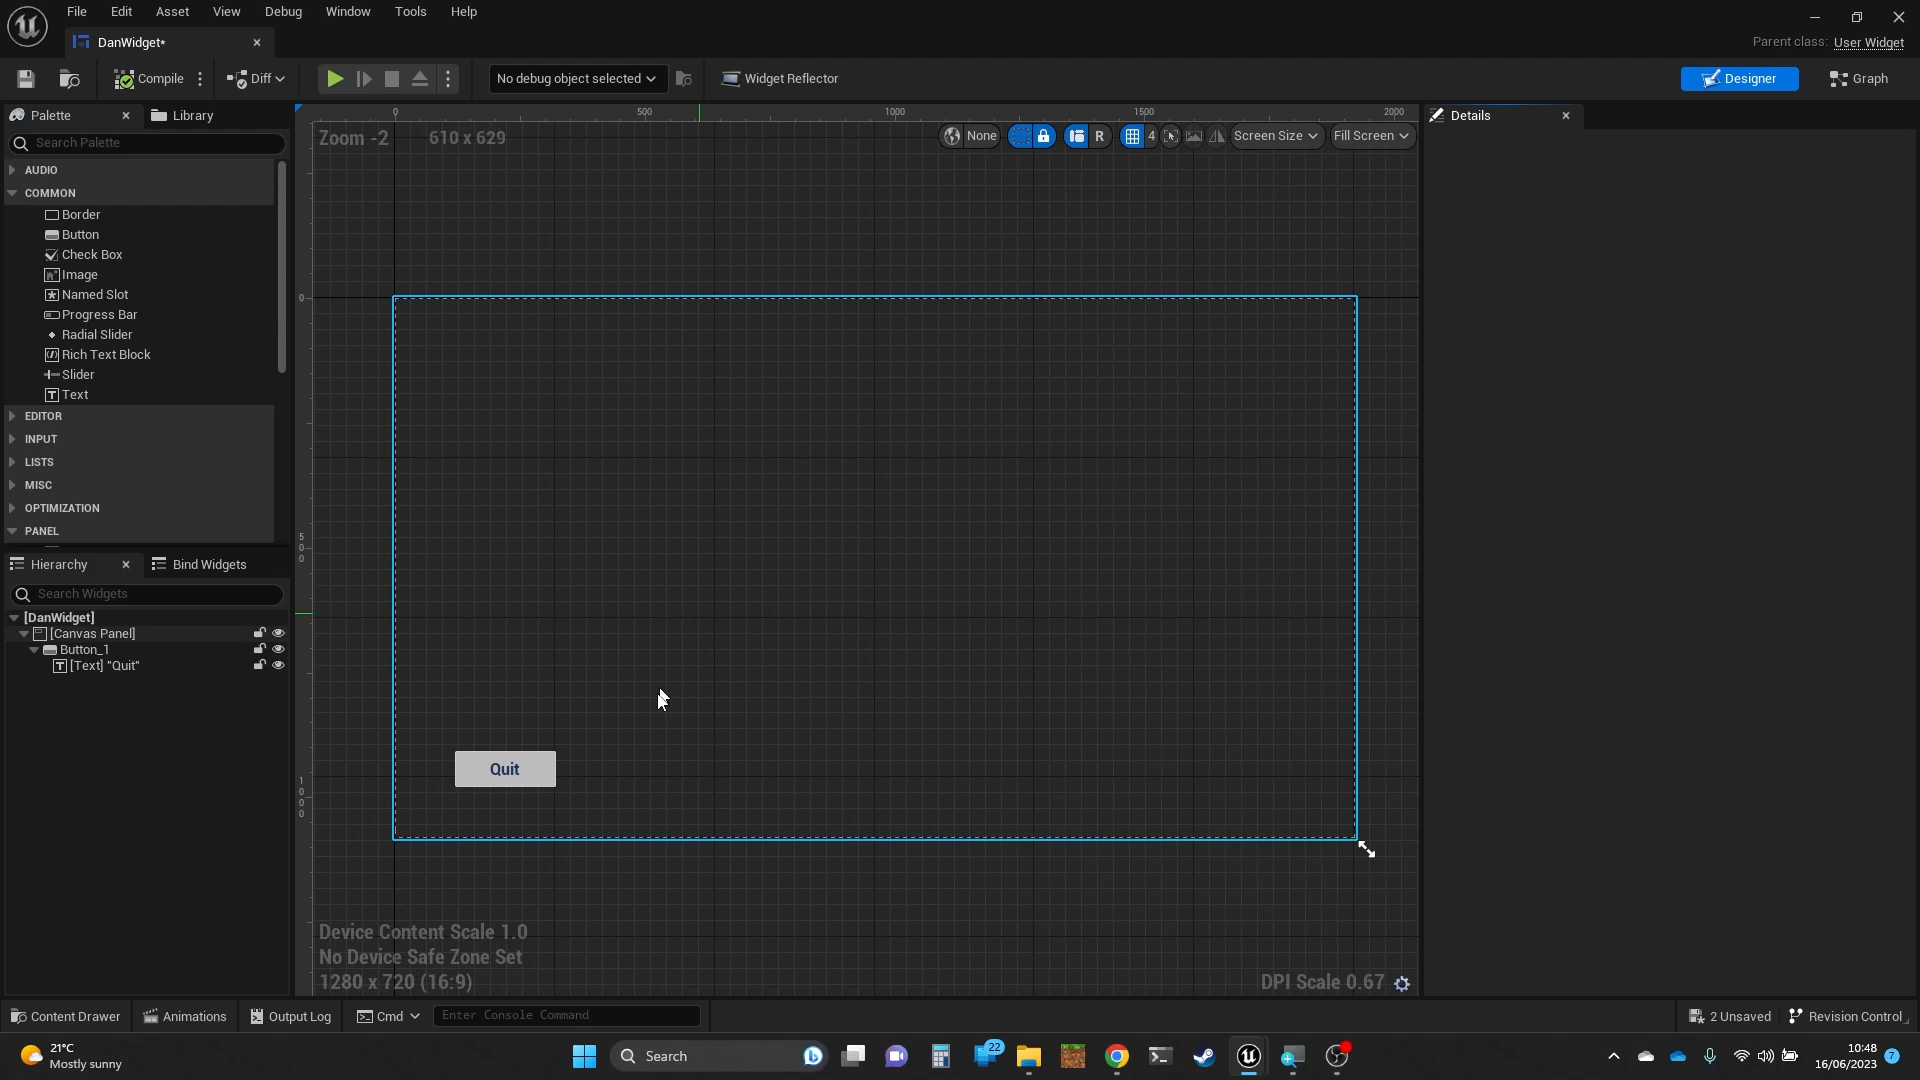 File Edit Asset View Debug Window Tools Help
DanWidget*
Parent class: User Widget
Compile Diff No debug object selected Widget Reflector Designer Graph
Palette Library
Search Palette
AUDIO
COMMON
Border
Button
Check Box
Image
Named Slot
Progress Bar
Radial Slider
Rich Text Block
Slider
Text
EDITOR
INPUT
LISTS
MISC
OPTIMIZATION
PANEL
Hierarchy Bind Widgets
Search Widgets
[DanWidget]
[Canvas Panel]
Button_1
[Text] "Quit"
0 500 1000 1500 2000
Zoom -2 610 x 629
None R 4 Screen Size Fill Screen
0
500
1000
Quit
Device Content Scale 1.0
No Device Safe Zone Set
1280 x 720 (16:9)
DPI Scale 0.67
Details
Content Drawer Animations Output Log Cmd Enter Console Command 2 Unsaved Revision Control
21°C
Mostly sunny
Search
22
10:48
16/06/2023
7